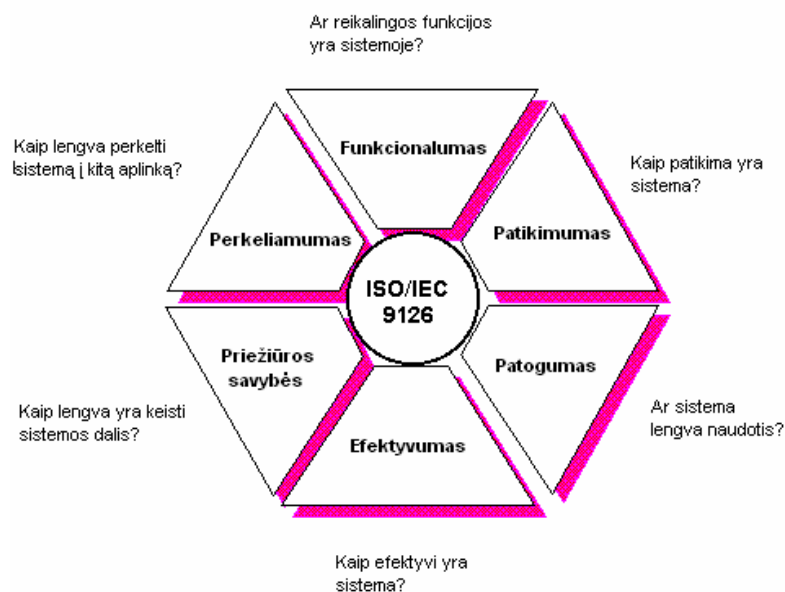 Ar reikalingos funkcijos
yra sistemoje?
Funkcionalumas
Kaip lengva perkelti
sistemą į kitą aplinką?
Perkeliamumas
Kaip patikima yra
sistema?
Patikimumas
ISO/IEC
9126
Priežiūros
savybės
Kaip lengva yra keisti
sistemos dalis?
Patogumas
Ar sistema
lengva naudotis?
Efektyvumas
Kaip efektyvi yra
sistema?